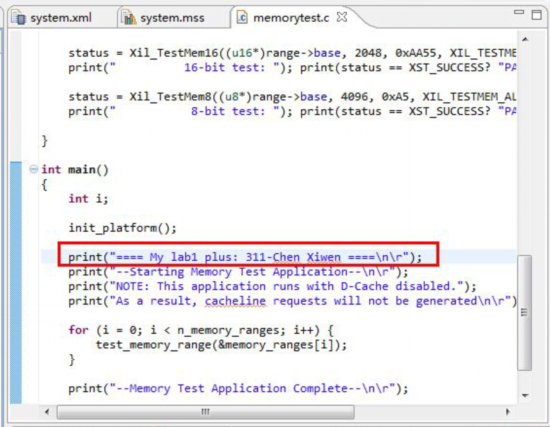 system.xml system.mss memorytest.c
status = Xil_TestMem16((u16*)range->base, 2048, 0xAA55, XIL_TESTME
print("          16-bit test: "); print(status == XST_SUCCESS? "PA
status = Xil_TestMem8((u8*)range->base, 4096, 0xA5, XIL_TESTMEM_AL
print("           8-bit test: "); print(status == XST_SUCCESS? "PA
}
int main()
{
int i;
init_platform();
print("==== My lab1 plus: 311-Chen Xiwen ====\n\r");
print("--Starting Memory Test Application--\n\r");
print("NOTE: This application runs with D-Cache disabled.");
print("As a result, cacheline requests will not be generated\n\r")
for (i = 0; i < n_memory_ranges; i++) {
test_memory_range(&memory_ranges[i]);
}
print("--Memory Test Application Complete--\n\r");